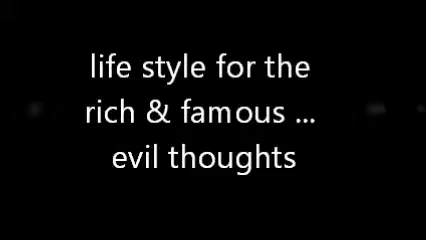 life style for the
rich & famous ...
evil thoughts